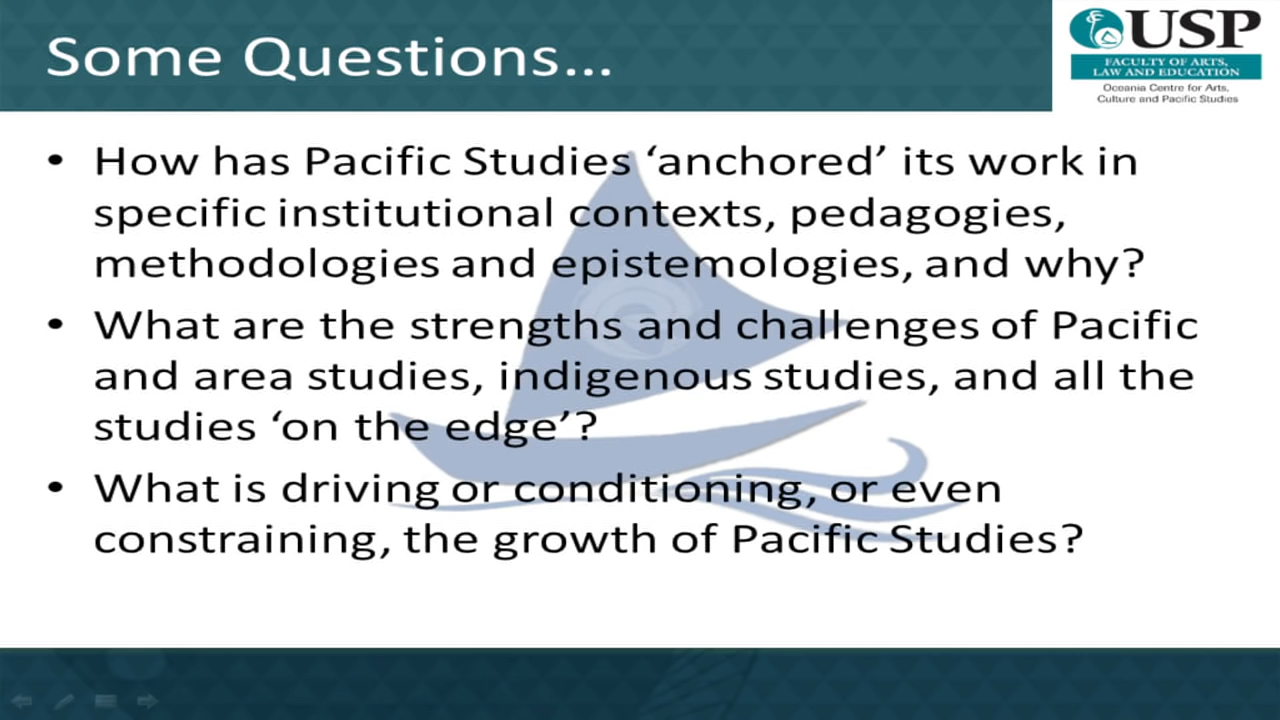 Some Questions...
USP
FACULTY OF ARTS,
LAW AND EDUCATION
Oceania Centre for Arts,
Culture and Pacific Studies
• How has Pacific Studies ‘anchored’ its work in
specific institutional contexts, pedagogies,
methodologies and epistemologies, and why?
• What are the strengths and challenges of Pacific
and area studies, indigenous studies, and all the
studies ‘on the edge’?
• What is driving or conditioning, or even
constraining, the growth of Pacific Studies?